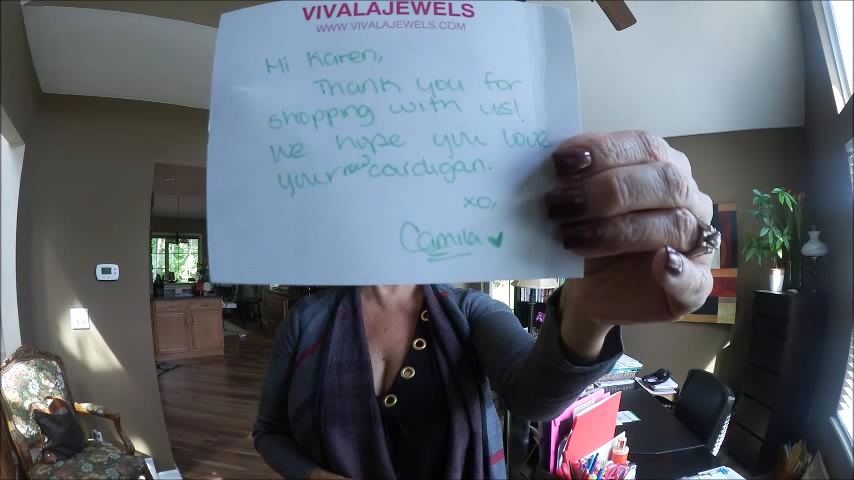 VIVALAJEWELS
WWW.VIVALAJEWELS.COM
Hi Karen,
Thank you for
shopping with us!
We hope you love
your new cardigan.
xo,
Camila ♥